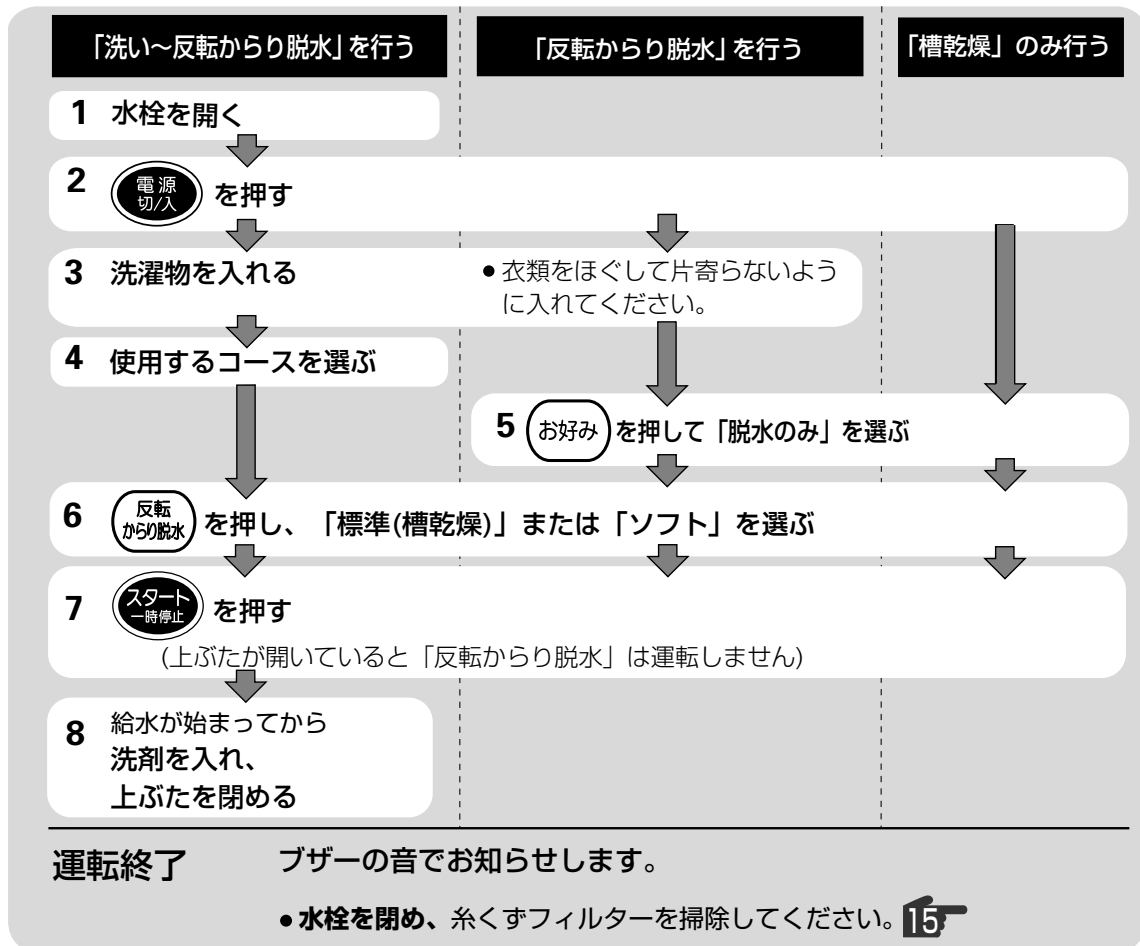 「洗い～反転からり脱水」を行う
「反転からり脱水」を行う
「槽乾燥」のみ行う
1 水栓を開く
2 電源 切/入 を押す
3 洗濯物を入れる
●衣類をほぐして片寄らないよう
に入れてください。
4 使用するコースを選ぶ
5 お好み を押して「脱水のみ」を選ぶ
6 反転 からり脱水 を押し、「標準(槽乾燥)」または「ソフト」を選ぶ
7 スタート 一時停止 を押す
(上ぶたが開いていると「反転からり脱水」は運転しません)
8 給水が始まってから
洗剤を入れ、
上ぶたを閉める
運転終了 ブザーの音でお知らせします。
●水栓を閉め、糸くずフィルターを掃除してください。15